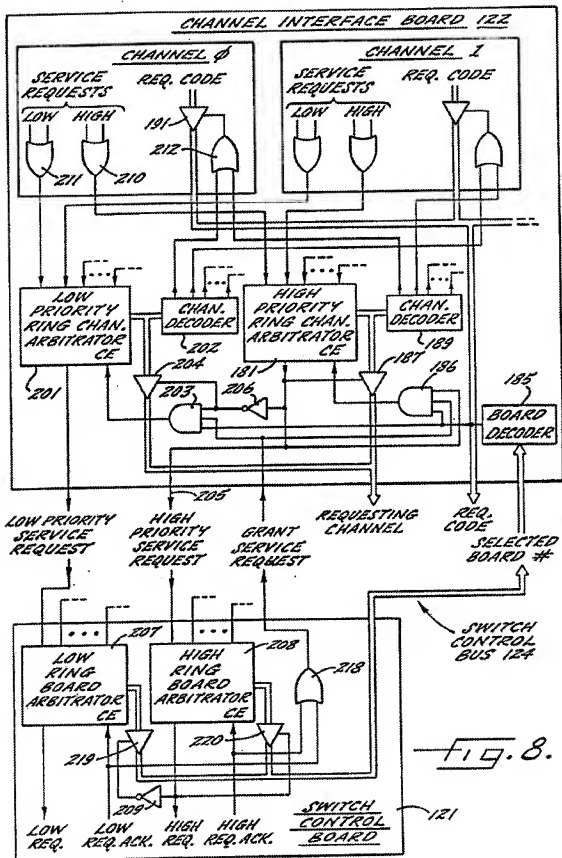 CHANNEL INTERFACE BOARD 122
CHANNEL Ø
SERVICE
REQUESTS
LOW HIGH
REQ. CODE
191
211
210
212
CHANNEL 1
SERVICE
REQUESTS
LOW HIGH
REQ. CODE
LOW
PRIORITY
RING CHAN.
ARBITRATOR
CE
201
CHAN.
DECODER
202
204
203
206
HIGH
PRIORITY
RING CHAN.
ARBITRATOR
CE
181
CHAN.
DECODER
189
187
186
185
BOARD
DECODER
205
LOW PRIORITY
SERVICE
REQUEST
HIGH
PRIORITY
SERVICE
REQUEST
GRANT
SERVICE
REQUEST
REQUESTING
CHANNEL
REQ.
CODE
SELECTED
BOARD #
SWITCH
CONTROL
BUS 124
207
LOW
RING
BOARD
ARBITRATOR
CE
208
HIGH
RING
BOARD
ARBITRATOR
CE
218
219
220
209
SWITCH
CONTROL
BOARD
121
LOW
REQ.
LOW
REQ. ACK.
HIGH
REQ.
HIGH
REQ. ACK.
Fig. 8.